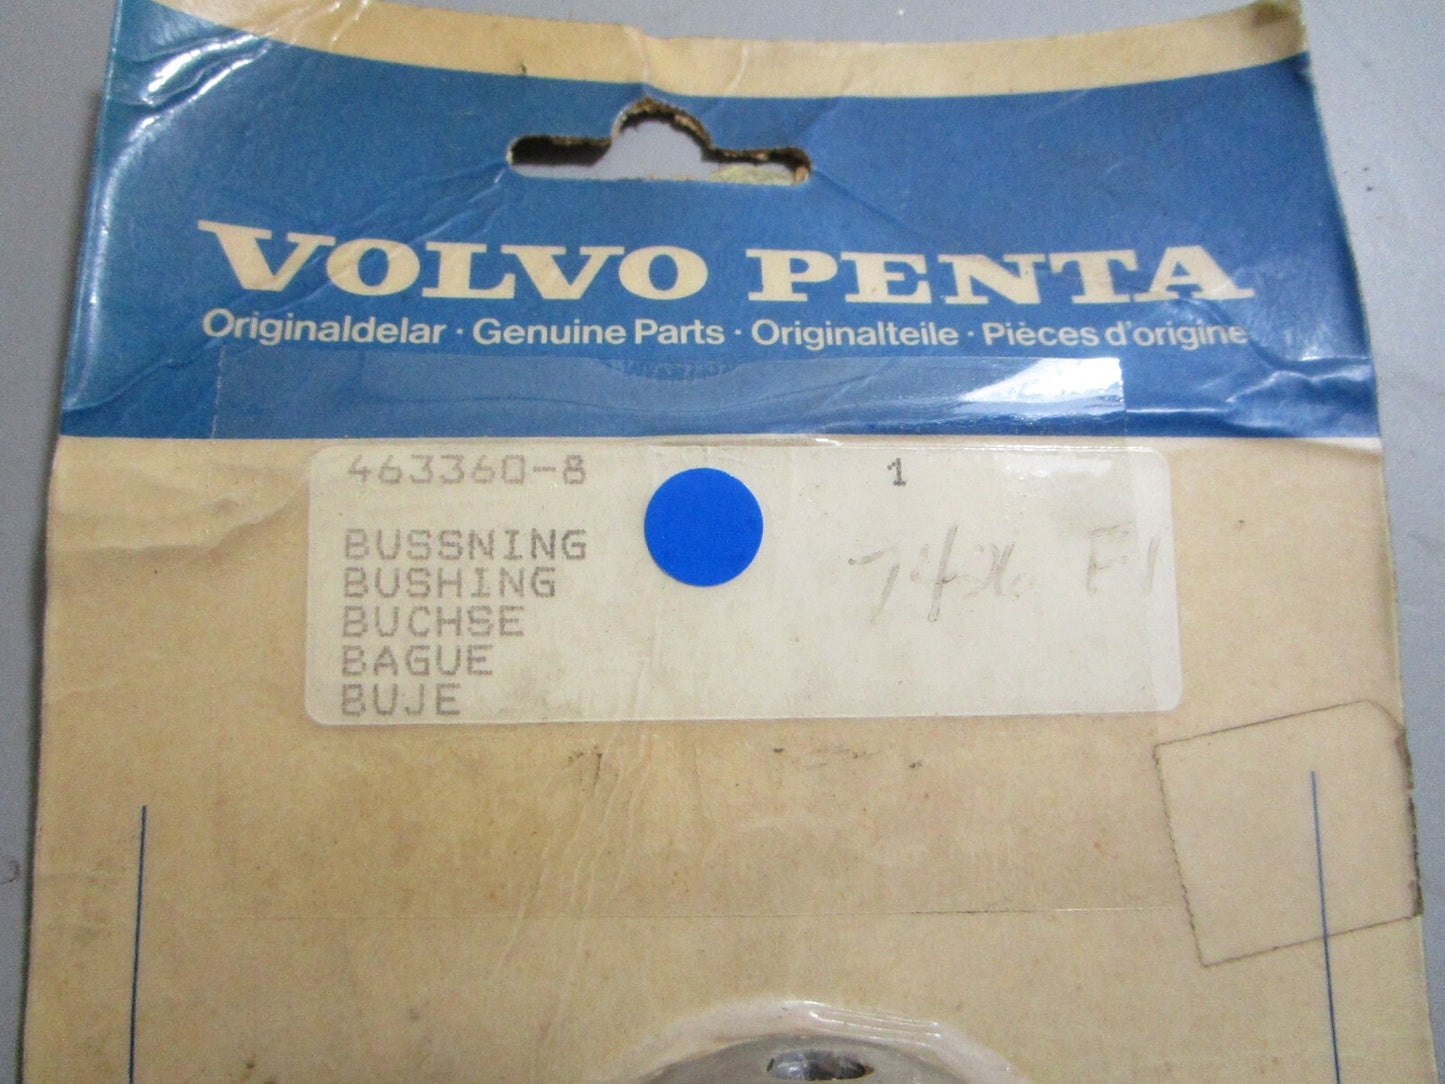 VOLVO PENTA
Originaldelar · Genuine Parts · Originalteile · Pièces d'origine
463360-8 1
BUSSNING
BUSHING
BUCHSE
BAGUE
BUJE